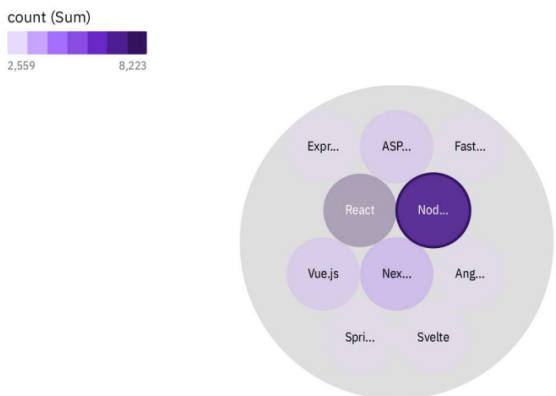 count (Sum)
2,559 8,223
Expr... ASP... Fast...
React Nod...
Vue.js Nex... Ang...
Spri... Svelte